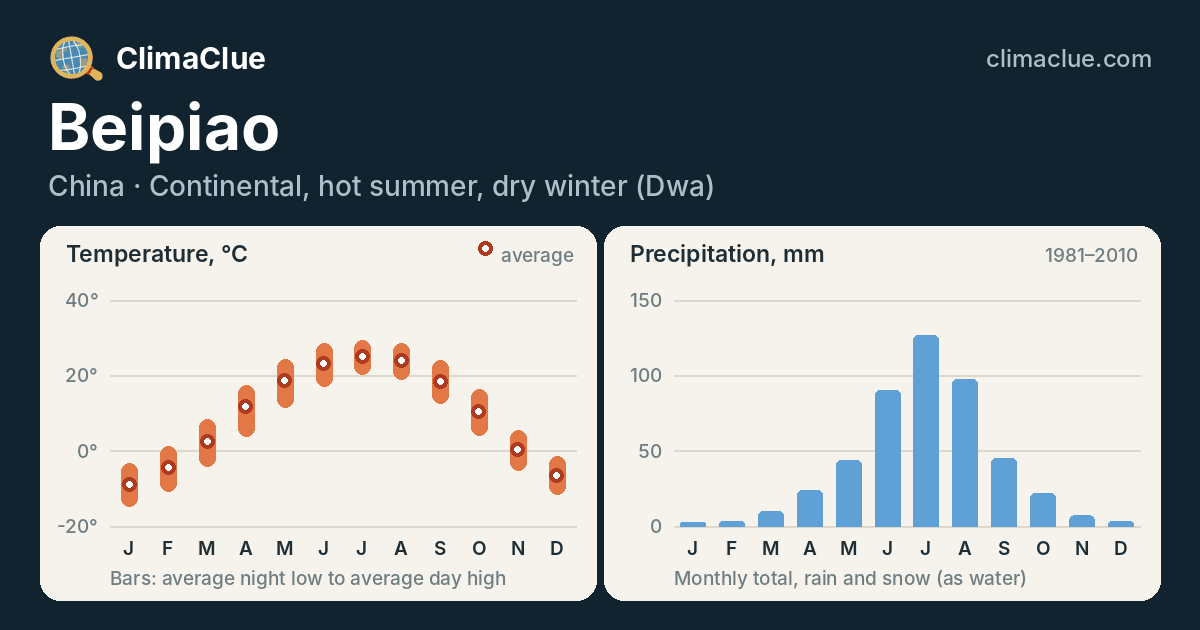 ClimaClue
climaclue.com
Beipiao
China · Continental, hot summer, dry winter (Dwa)
Temperature, °C
average
40°
20°
0°
-20°
J F M A M J J A S O N D
Bars: average night low to average day high
Precipitation, mm
1981–2010
150
100
50
0
J F M A M J J A S O N D
Monthly total, rain and snow (as water)